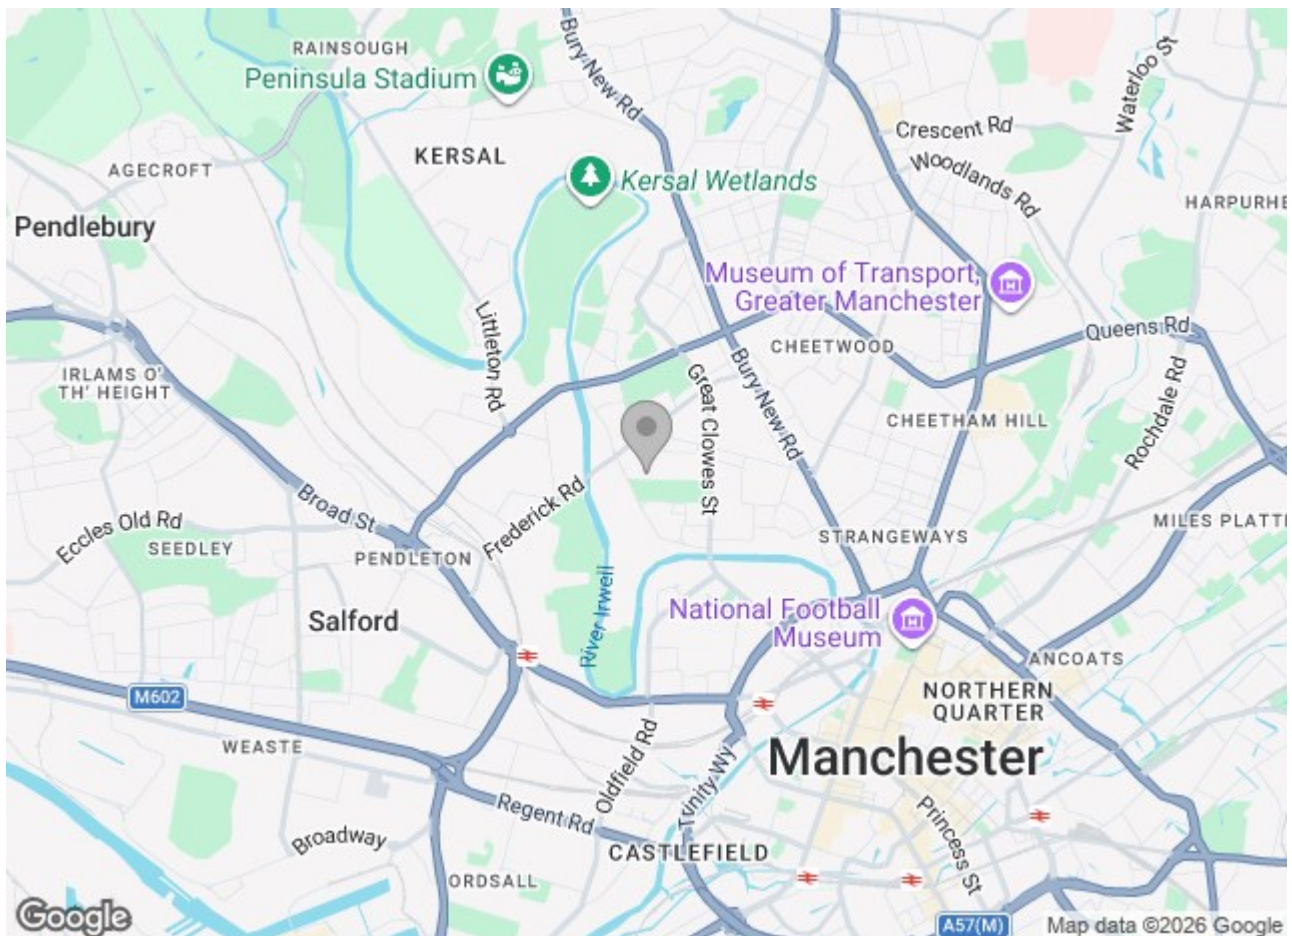 RAINSOUGH
Peninsula Stadium
Bury New Rd
Waterloo St
Crescent Rd
KERSAL
AGECROFT
Woodlands Rd
Kersal Wetlands
HARPURHE
Pendlebury
Museum of Transport,
Greater Manchester
Littleton Rd
Queens Rd
CHEETWOOD
IRLAMS O'
TH' HEIGHT
Great Clowes St
Bury New Rd
Rochdale Rd
CHEETHAM HILL
Frederick Rd
Broad St
Eccles Old Rd
SEEDLEY
PENDLETON
STRANGEWAYS
MILES PLATTI
River Irwell
Salford
National Football
Museum
ANCOATS
M602
NORTHERN
QUARTER
WEASTE
Oldfield Rd
Trinity Wy
Manchester
Regent Rd
Broadway
Princess St
CASTLEFIELD
ORDSALL
Google
A57(M)
Map data ©2026 Google